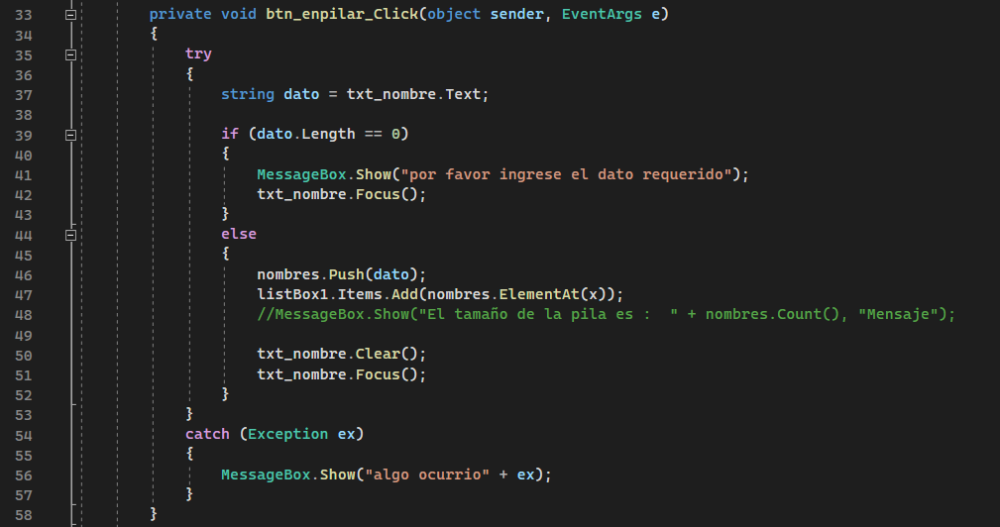 33 private void btn_enpilar_Click(object sender, EventArgs e)
34 {
35 try
36 {
37 string dato = txt_nombre.Text;
38
39 if (dato.Length == 0)
40 {
41 MessageBox.Show("por favor ingrese el dato requerido");
42 txt_nombre.Focus();
43 }
44 else
45 {
46 nombres.Push(dato);
47 listBox1.Items.Add(nombres.ElementAt(x));
48 //MessageBox.Show("El tamaño de la pila es :  " + nombres.Count(), "Mensaje");
49
50 txt_nombre.Clear();
51 txt_nombre.Focus();
52 }
53 }
54 catch (Exception ex)
55 {
56 MessageBox.Show("algo ocurrio" + ex);
57 }
58 }